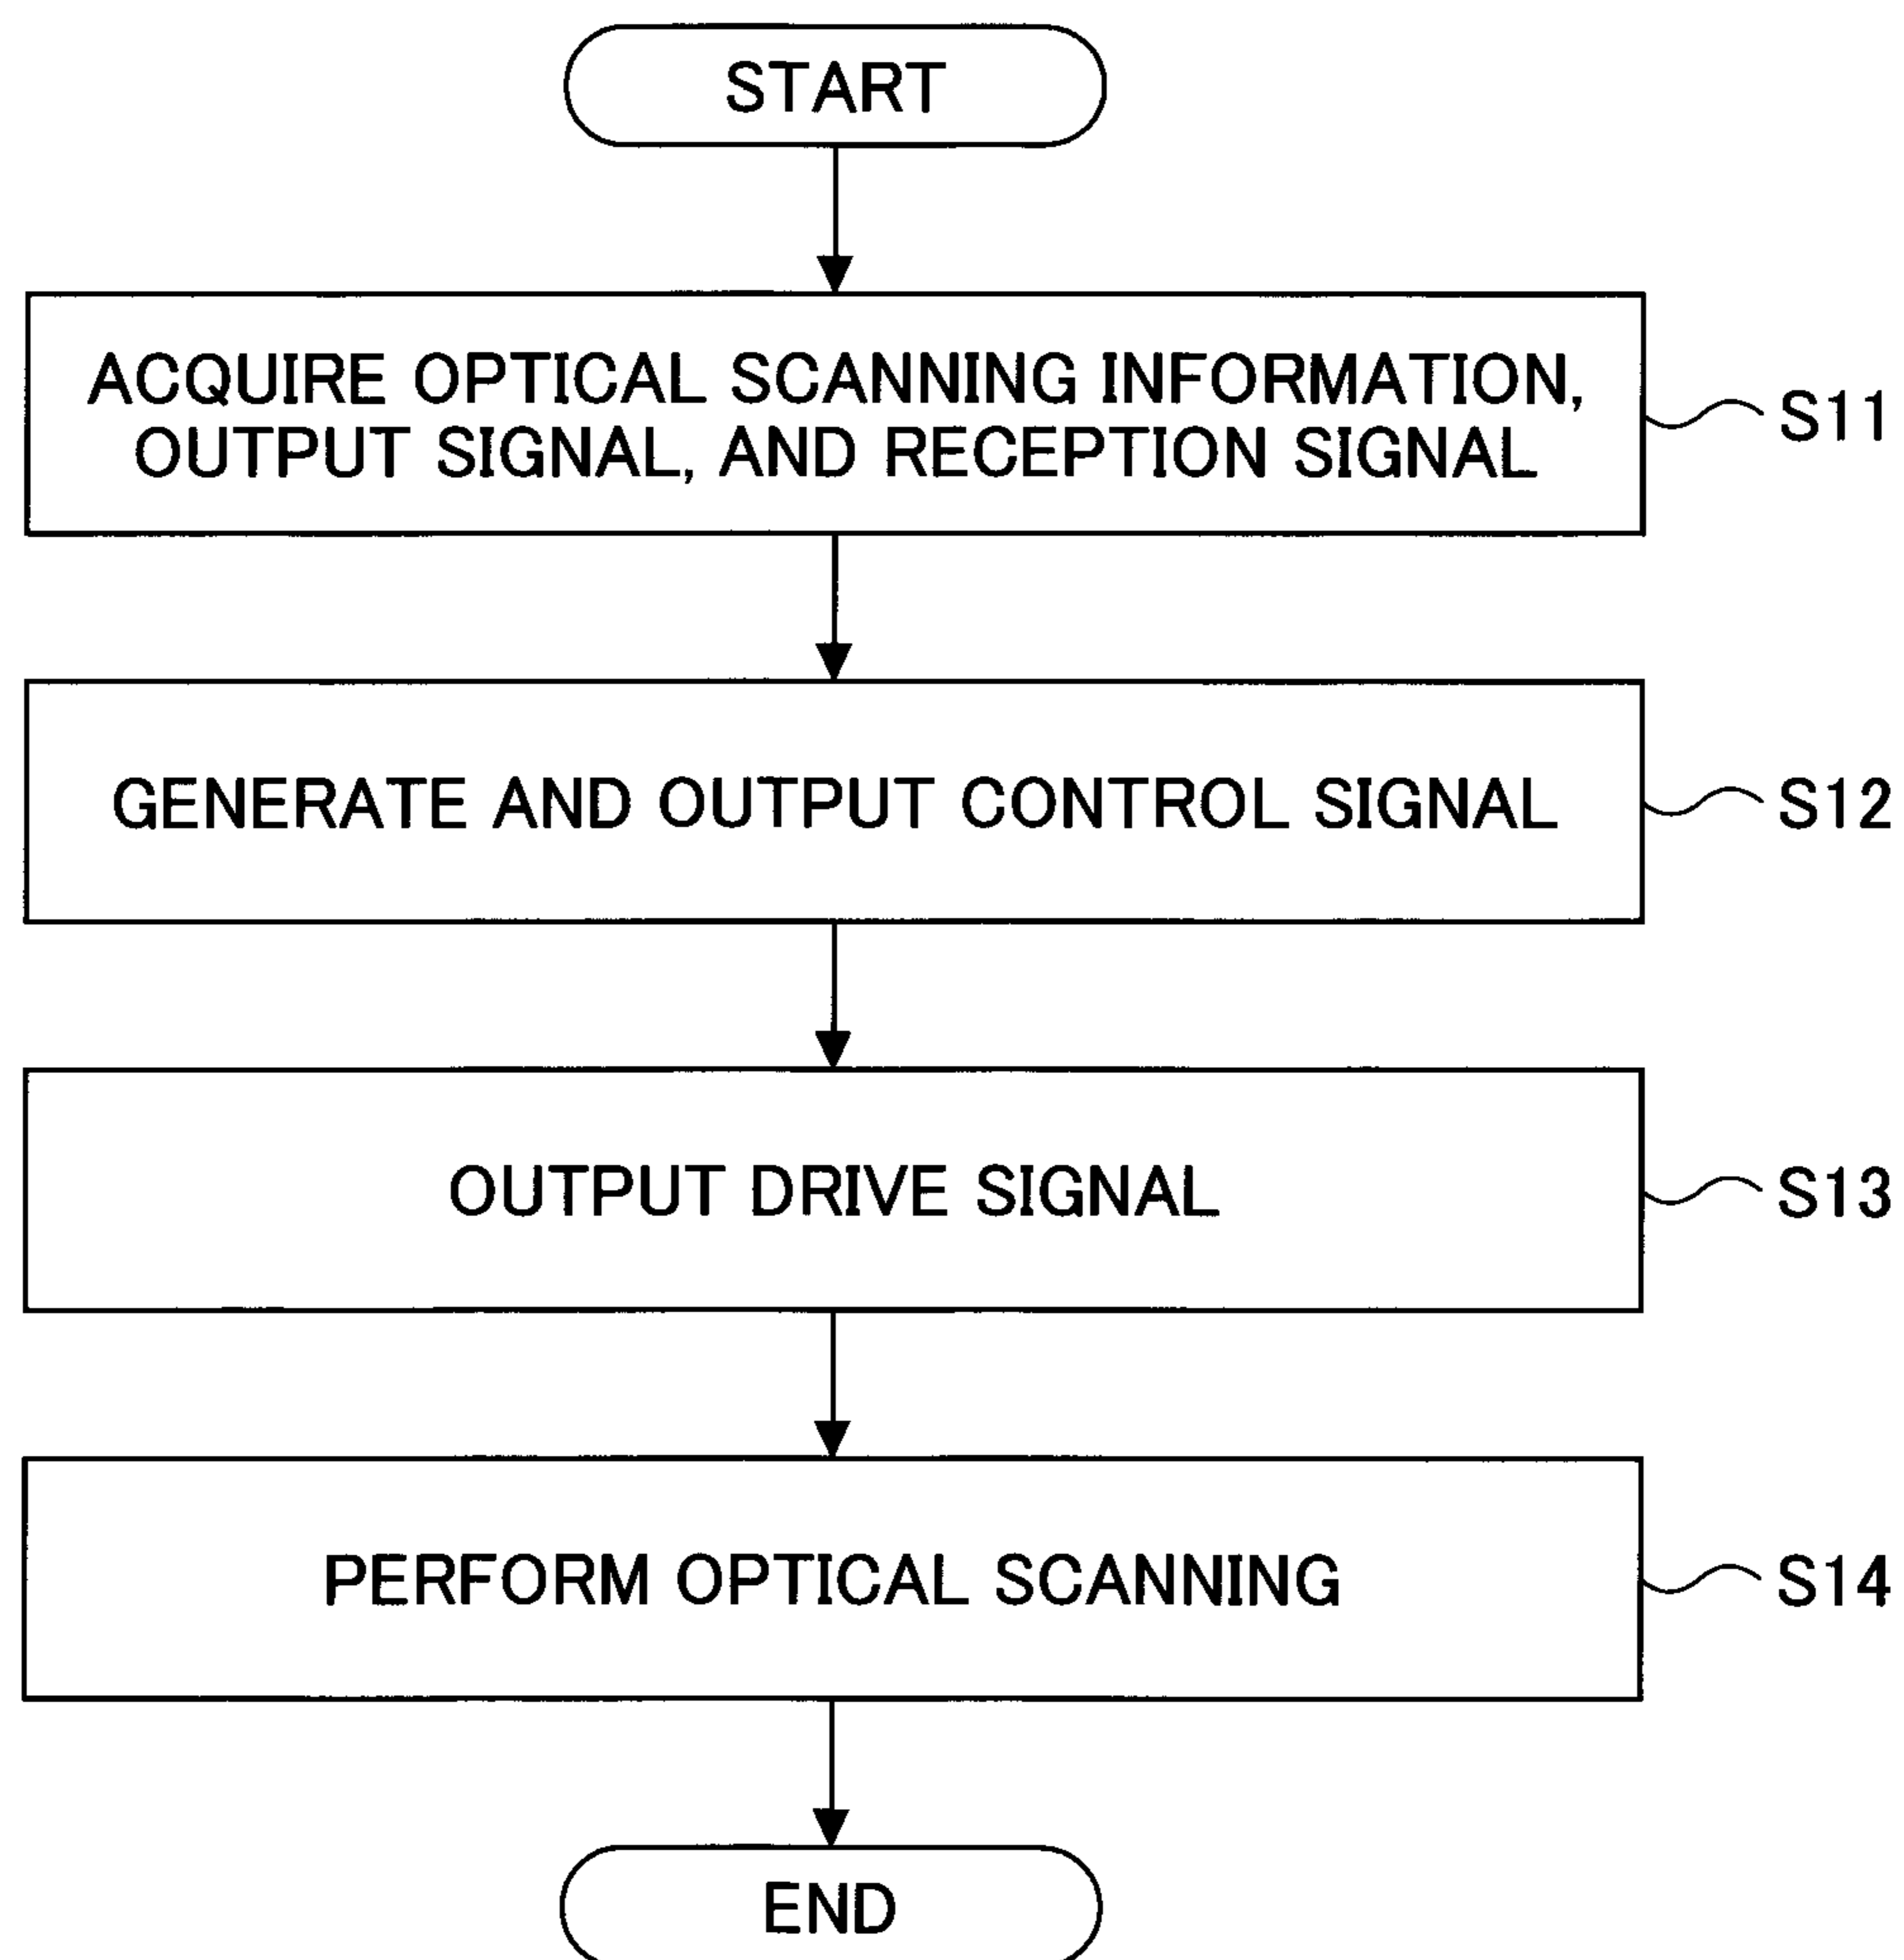 START
ACQUIRE OPTICAL SCANNING INFORMATION,
OUTPUT SIGNAL, AND RECEPTION SIGNAL
S11
GENERATE AND OUTPUT CONTROL SIGNAL
S12
OUTPUT DRIVE SIGNAL
S13
PERFORM OPTICAL SCANNING
S14
END